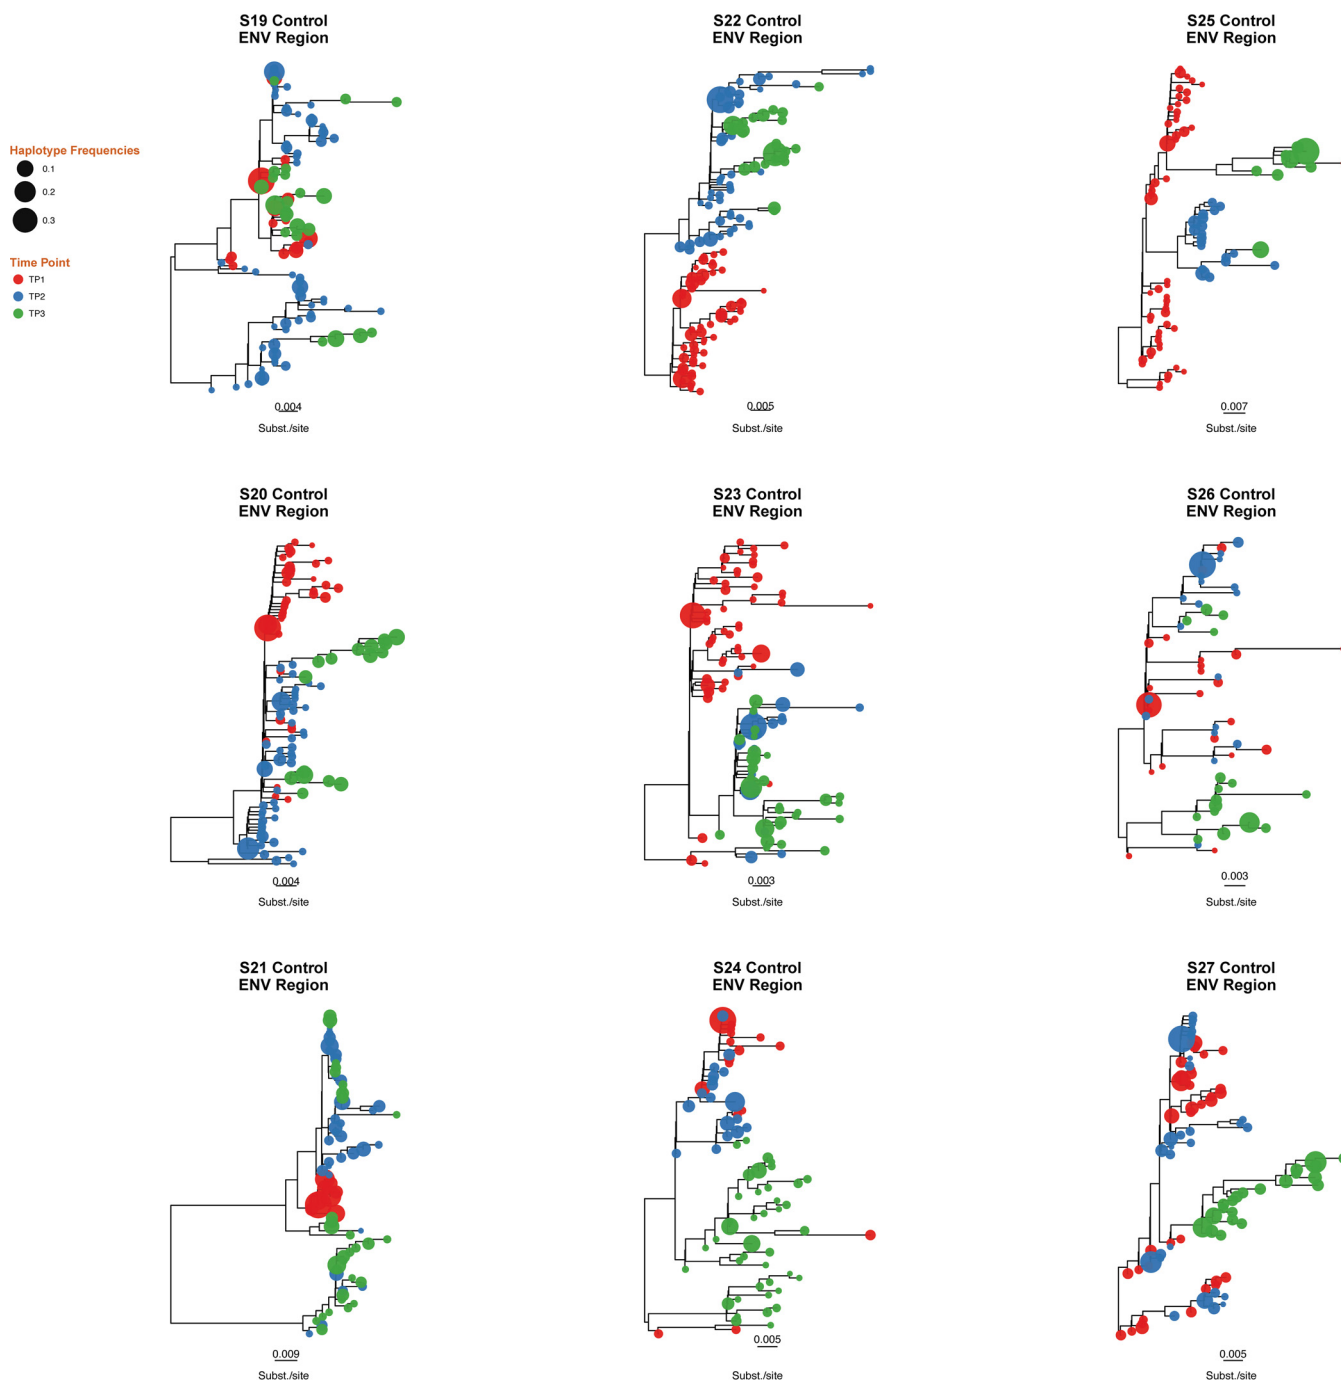 S19 Control
ENV Region
S22 Control
ENV Region
S25 Control
ENV Region
Haplotype Frequencies
0.1
0.2
0.3
Time Point
TP1
TP2
TP3
0.004
Subst./site
0.005
Subst./site
0.007
Subst./site
S20 Control
ENV Region
S23 Control
ENV Region
S26 Control
ENV Region
0.004
Subst./site
0.003
Subst./site
0.003
Subst./site
S21 Control
ENV Region
S24 Control
ENV Region
S27 Control
ENV Region
0.009
Subst./site
0.005
Subst./site
0.005
Subst./site